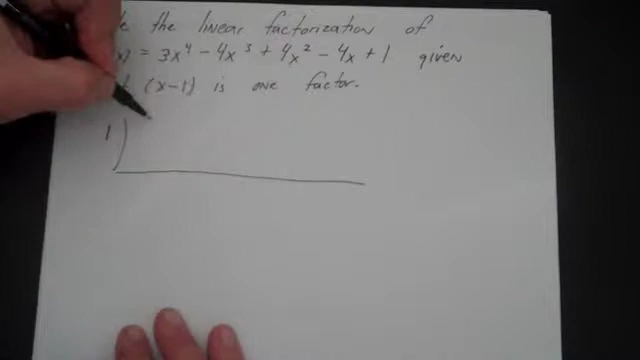 the linear factorization of
= 3x⁴ - 4x³ + 4x² - 4x + 1 given
(x-1) is one factor.
1